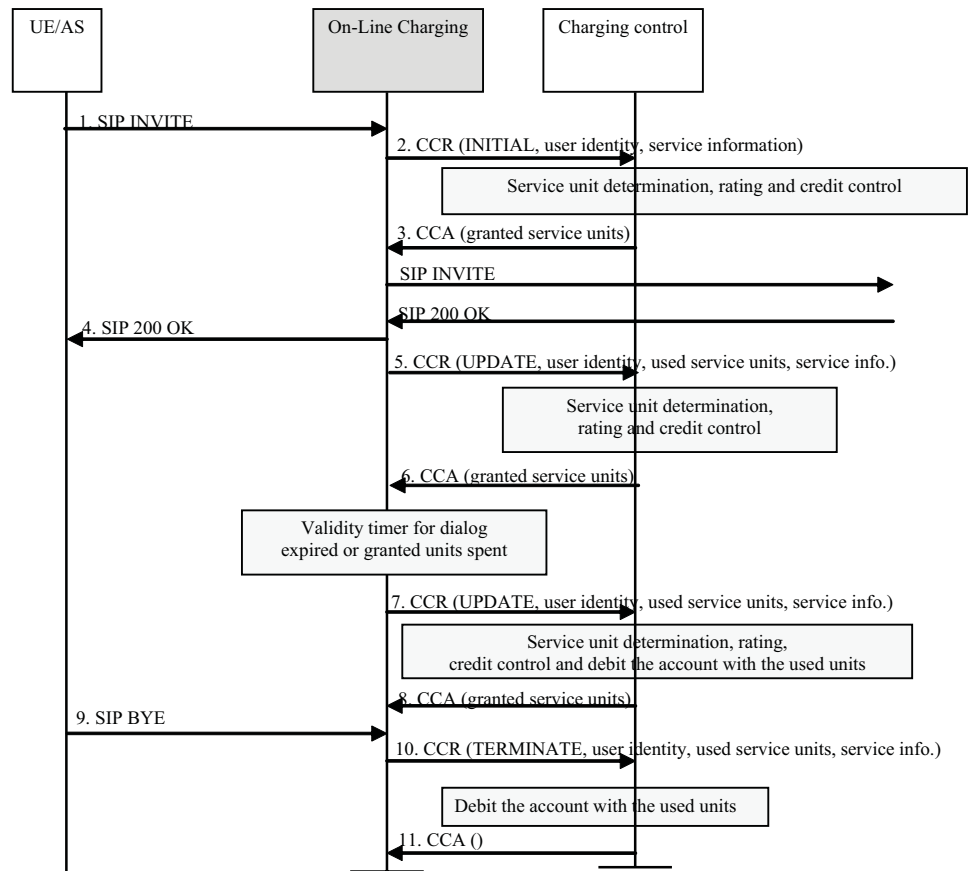 UE/AS
On-Line Charging
Charging control
1. SIP INVITE
2. CCR (INITIAL, user identity, service information)
Service unit determination, rating and credit control
3. CCA (granted service units)
SIP INVITE
SIP 200 OK
4. SIP 200 OK
5. CCR (UPDATE, user identity, used service units, service info.)
Service unit determination,
rating and credit control
6. CCA (granted service units)
Validity timer for dialog
expired or granted units spent
7. CCR (UPDATE, user identity, used service units, service info.)
Service unit determination, rating,
credit control and debit the account with the used units
8. CCA (granted service units)
9. SIP BYE
10. CCR (TERMINATE, user identity, used service units, service info.)
Debit the account with the used units
11. CCA ()